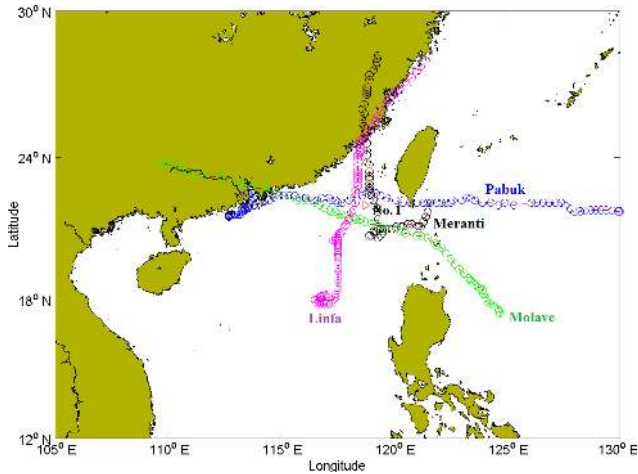 30° N
24° N
18° N
12° N
Latitude
Pabuk
No.1
Meranti
Linfa
Molave
105° E
110° E
115° E
120° E
125° E
130° E
Longitude